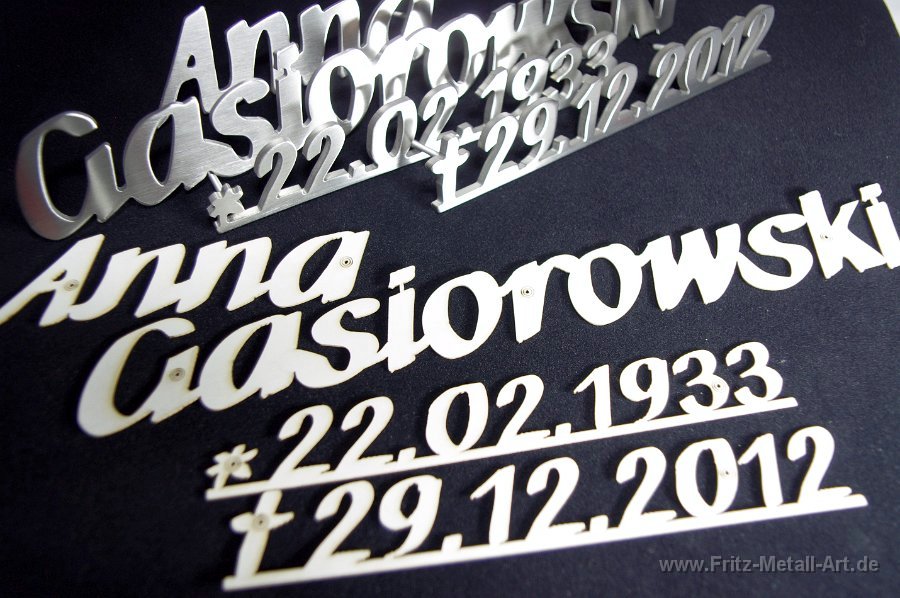 Anna
Gasiorowski
* 22.02.1933
† 29.12.2012
Anna
Gasiorowski
* 22.02.1933
† 29.12.2012
www.Fritz-Metall-Art.de